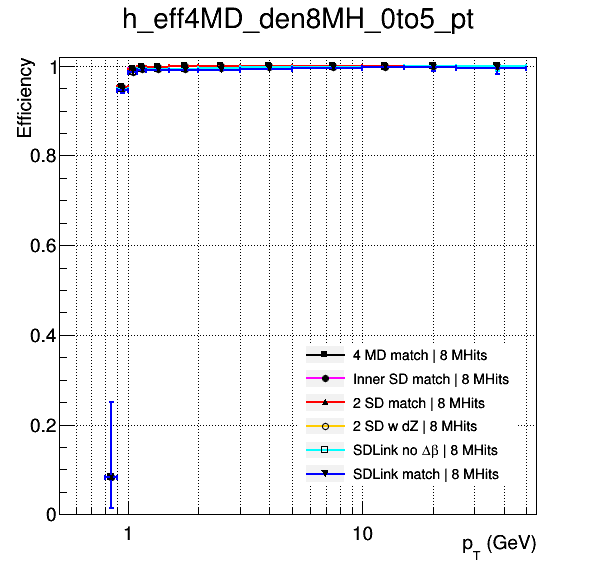 h_eff4MD_den8MH_0to5_pt
Efficiency
1
0.8
0.6
0.4
0.2
0
4 MD match | 8 MHits
Inner SD match | 8 MHits
2 SD match | 8 MHits
2 SD w dZ | 8 MHits
SDLink no Δβ | 8 MHits
SDLink match | 8 MHits
1 10
p_T (GeV)